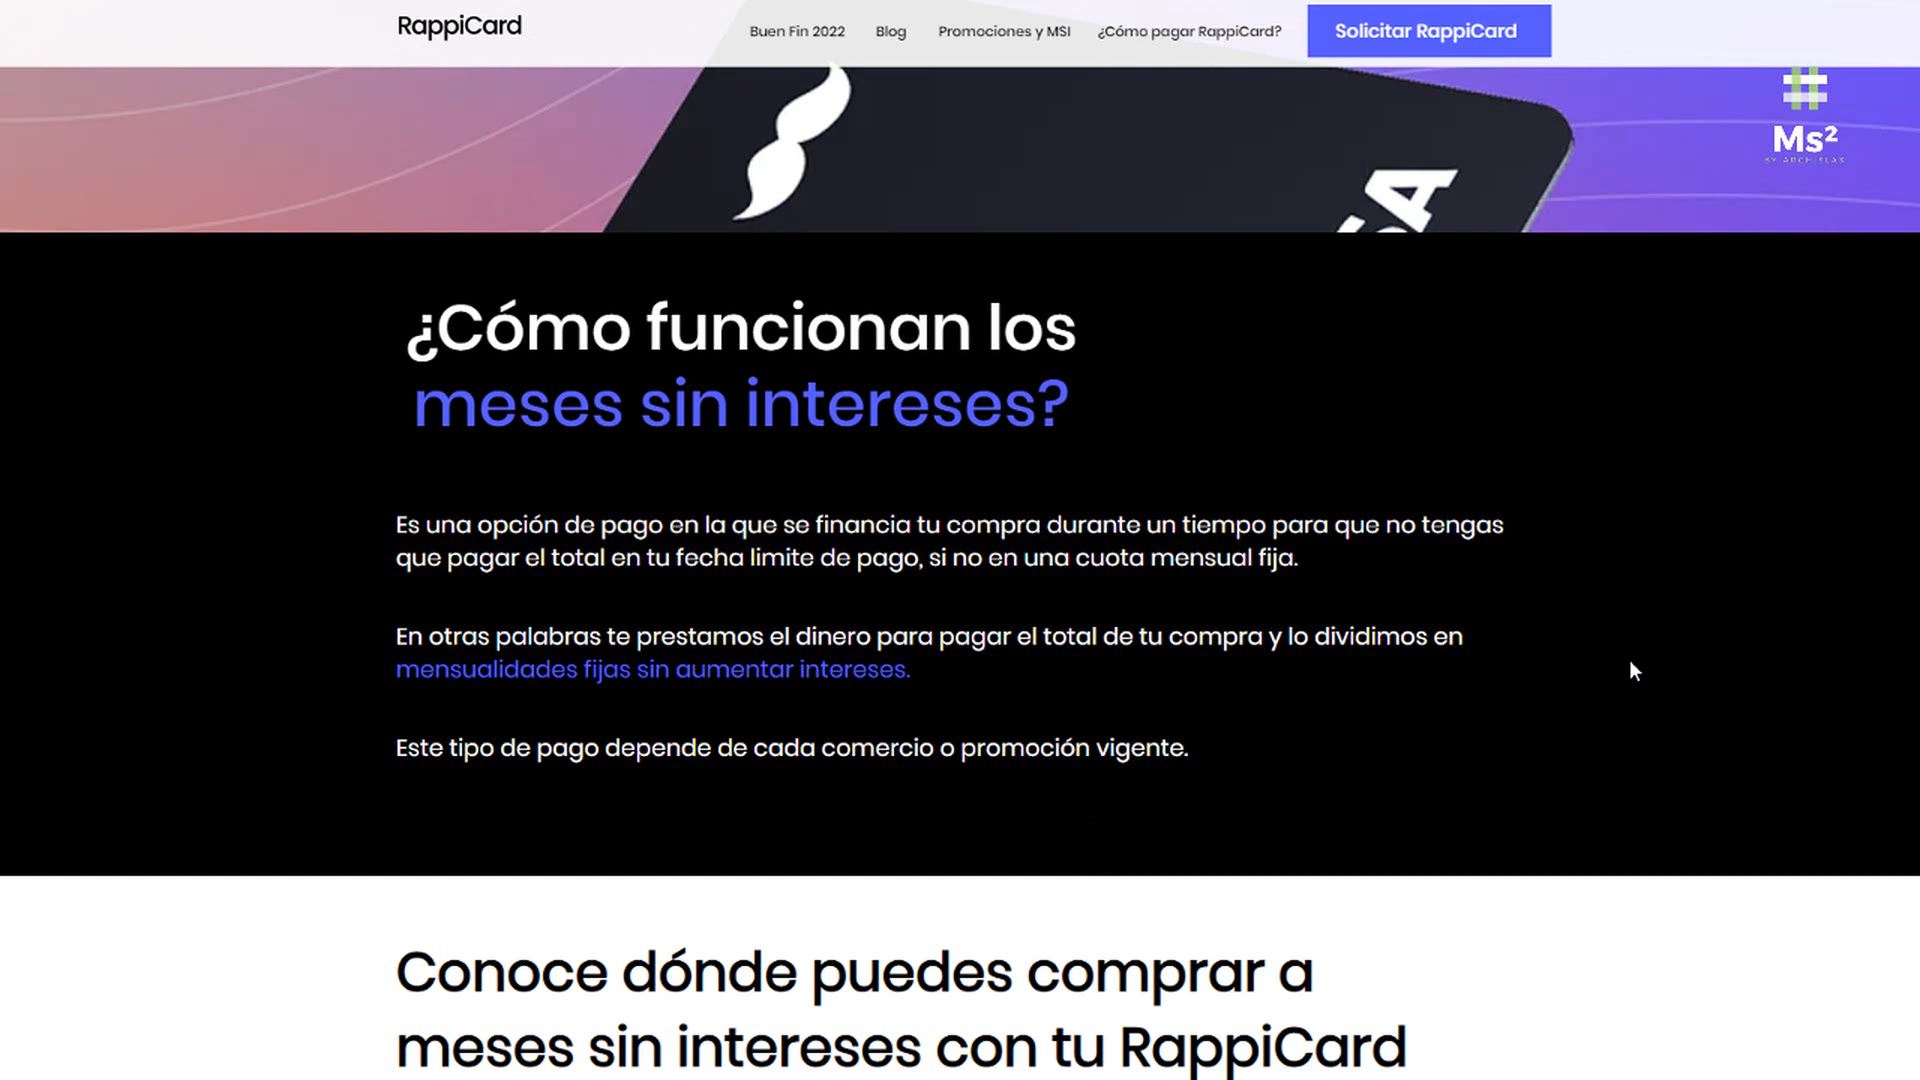 RappiCard
Buen Fin 2022
Blog
Promociones y MSI
¿Cómo pagar RappiCard?
Solicitar RappiCard
Ms²
BY ARCHI ISLAS
¿Cómo funcionan los
meses sin intereses?
Es una opción de pago en la que se financia tu compra durante un tiempo para que no tengas
que pagar el total en tu fecha limite de pago, si no en una cuota mensual fija.
En otras palabras te prestamos el dinero para pagar el total de tu compra y lo dividimos en
mensualidades fijas sin aumentar intereses.
Este tipo de pago depende de cada comercio o promoción vigente.
Conoce dónde puedes comprar a
meses sin intereses con tu RappiCard